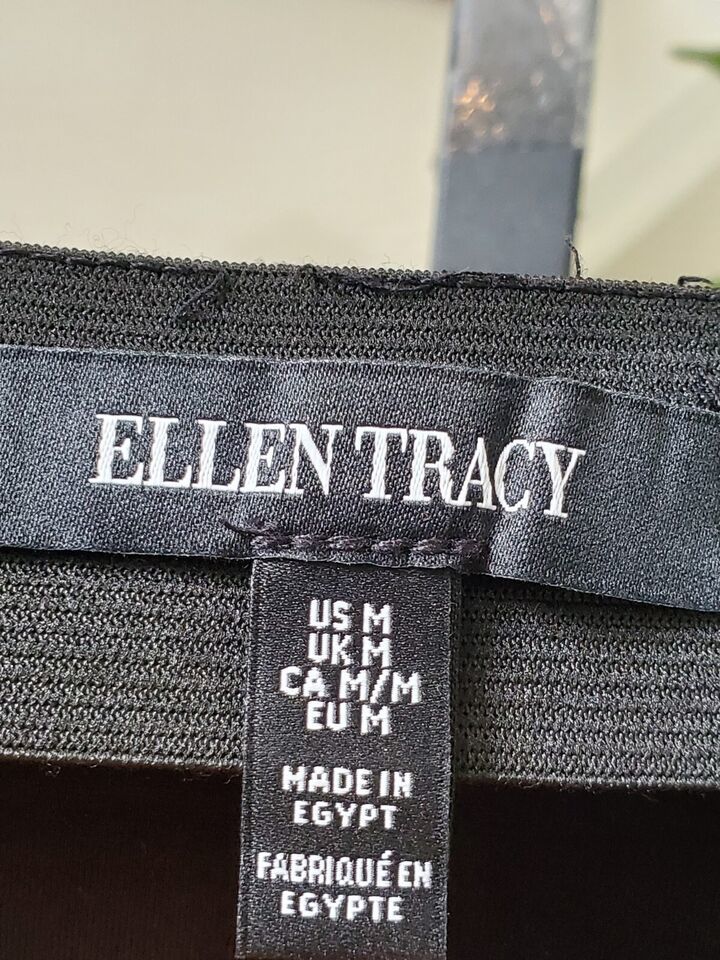 ELLEN TRACY
US M
UK M
CA M/M
EU M
MADE IN
EGYPT
FABRIQUÉ EN
EGYPTE